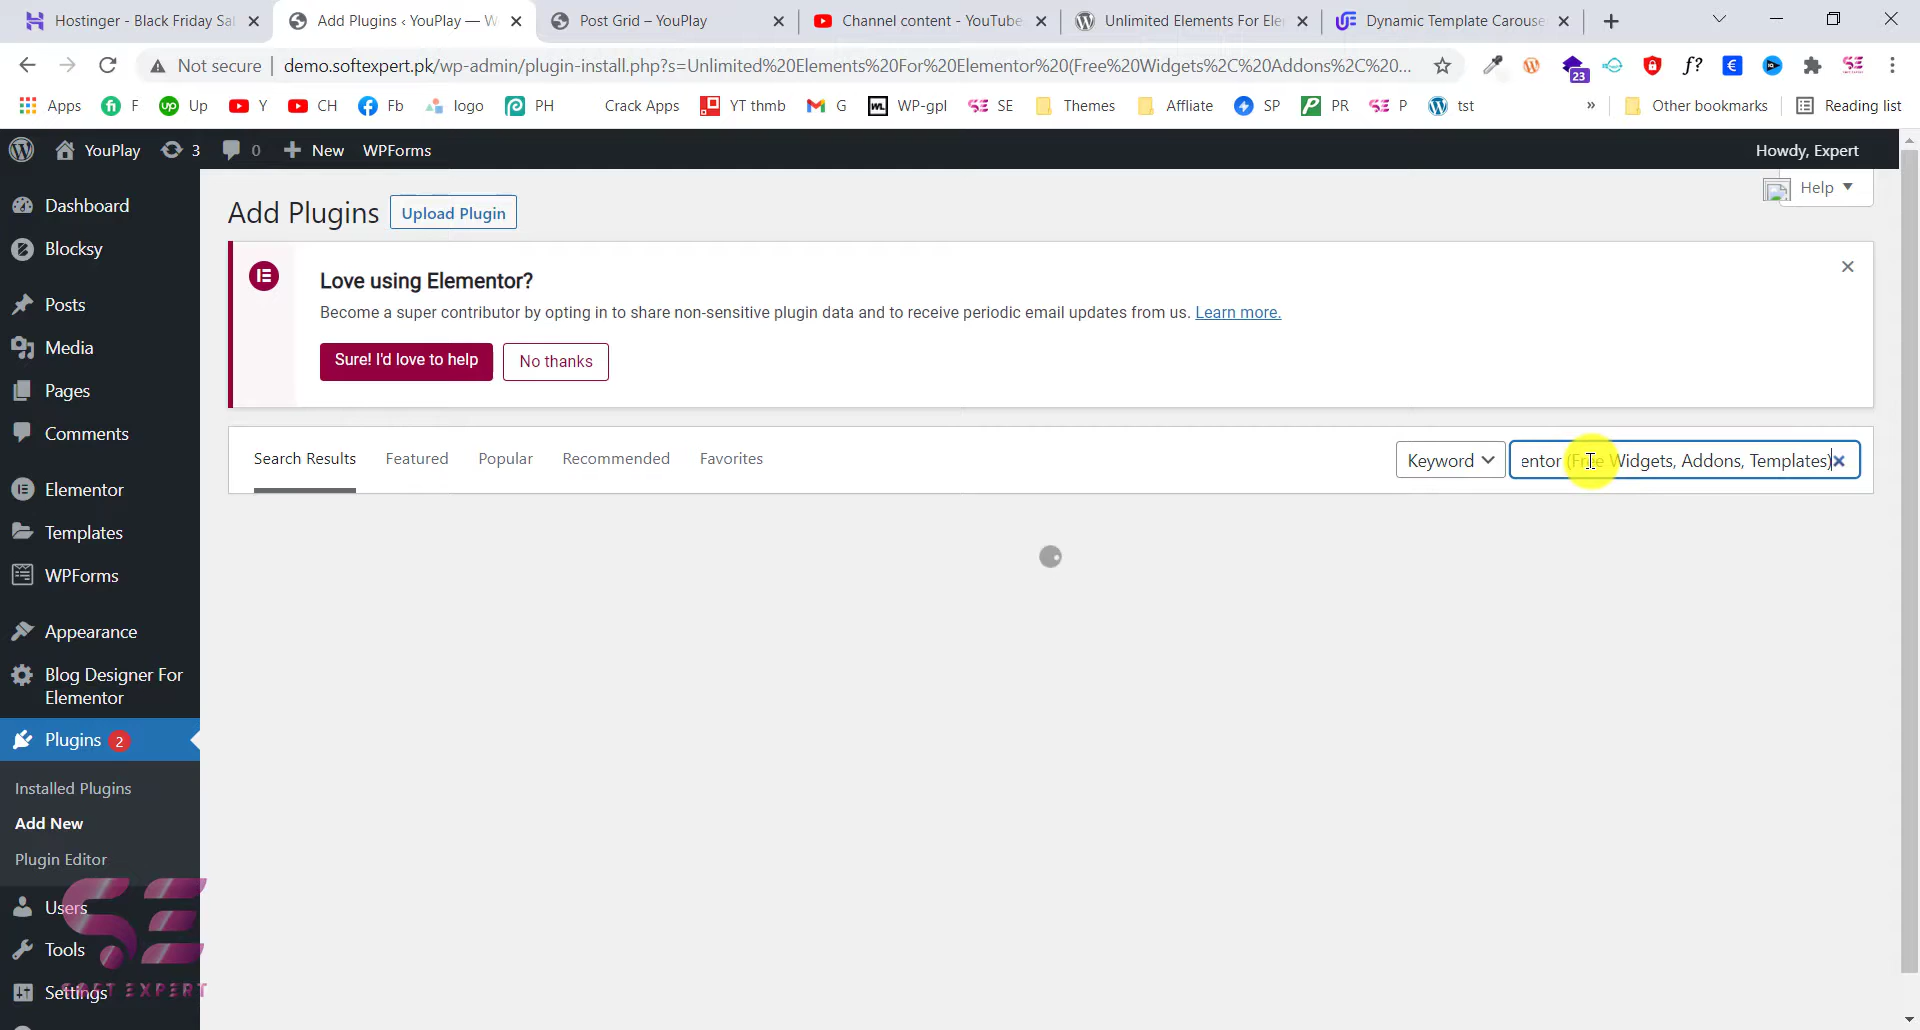 Hostinger - Black Friday Sal
Add Plugins ‹ YouPlay — W
Post Grid – YouPlay
Channel content - YouTube
Unlimited Elements For Ele
Dynamic Template Carouse
Not secure
demo.softexpert.pk/wp-admin/plugin-install.php?s=Unlimited%20Elements%20For%20Elementor%20(Free%20Widgets%2C%20Addons%2C%20...
f?
23
Apps
F
Up
Y
CH
Fb
logo
PH
Crack Apps
YT thmb
G
WP-gpl
SE
Themes
Affliate
SP
PR
P
tst
»
Other bookmarks
Reading list
YouPlay
3
0
New
WPForms
Howdy, Expert
Dashboard
Blocksy
Posts
Media
Pages
Comments
Elementor
Templates
WPForms
Appearance
Blog Designer For
Elementor
Plugins 2
Installed Plugins
Add New
Plugin Editor
Users
Tools
Settings
SOFT EXPERT
Help
Add Plugins
Upload Plugin
Love using Elementor?
Become a super contributor by opting in to share non-sensitive plugin data and to receive periodic email updates from us. Learn more.
Sure! I'd love to help
No thanks
Search Results
Featured
Popular
Recommended
Favorites
Keyword
entor (Free Widgets, Addons, Templates)